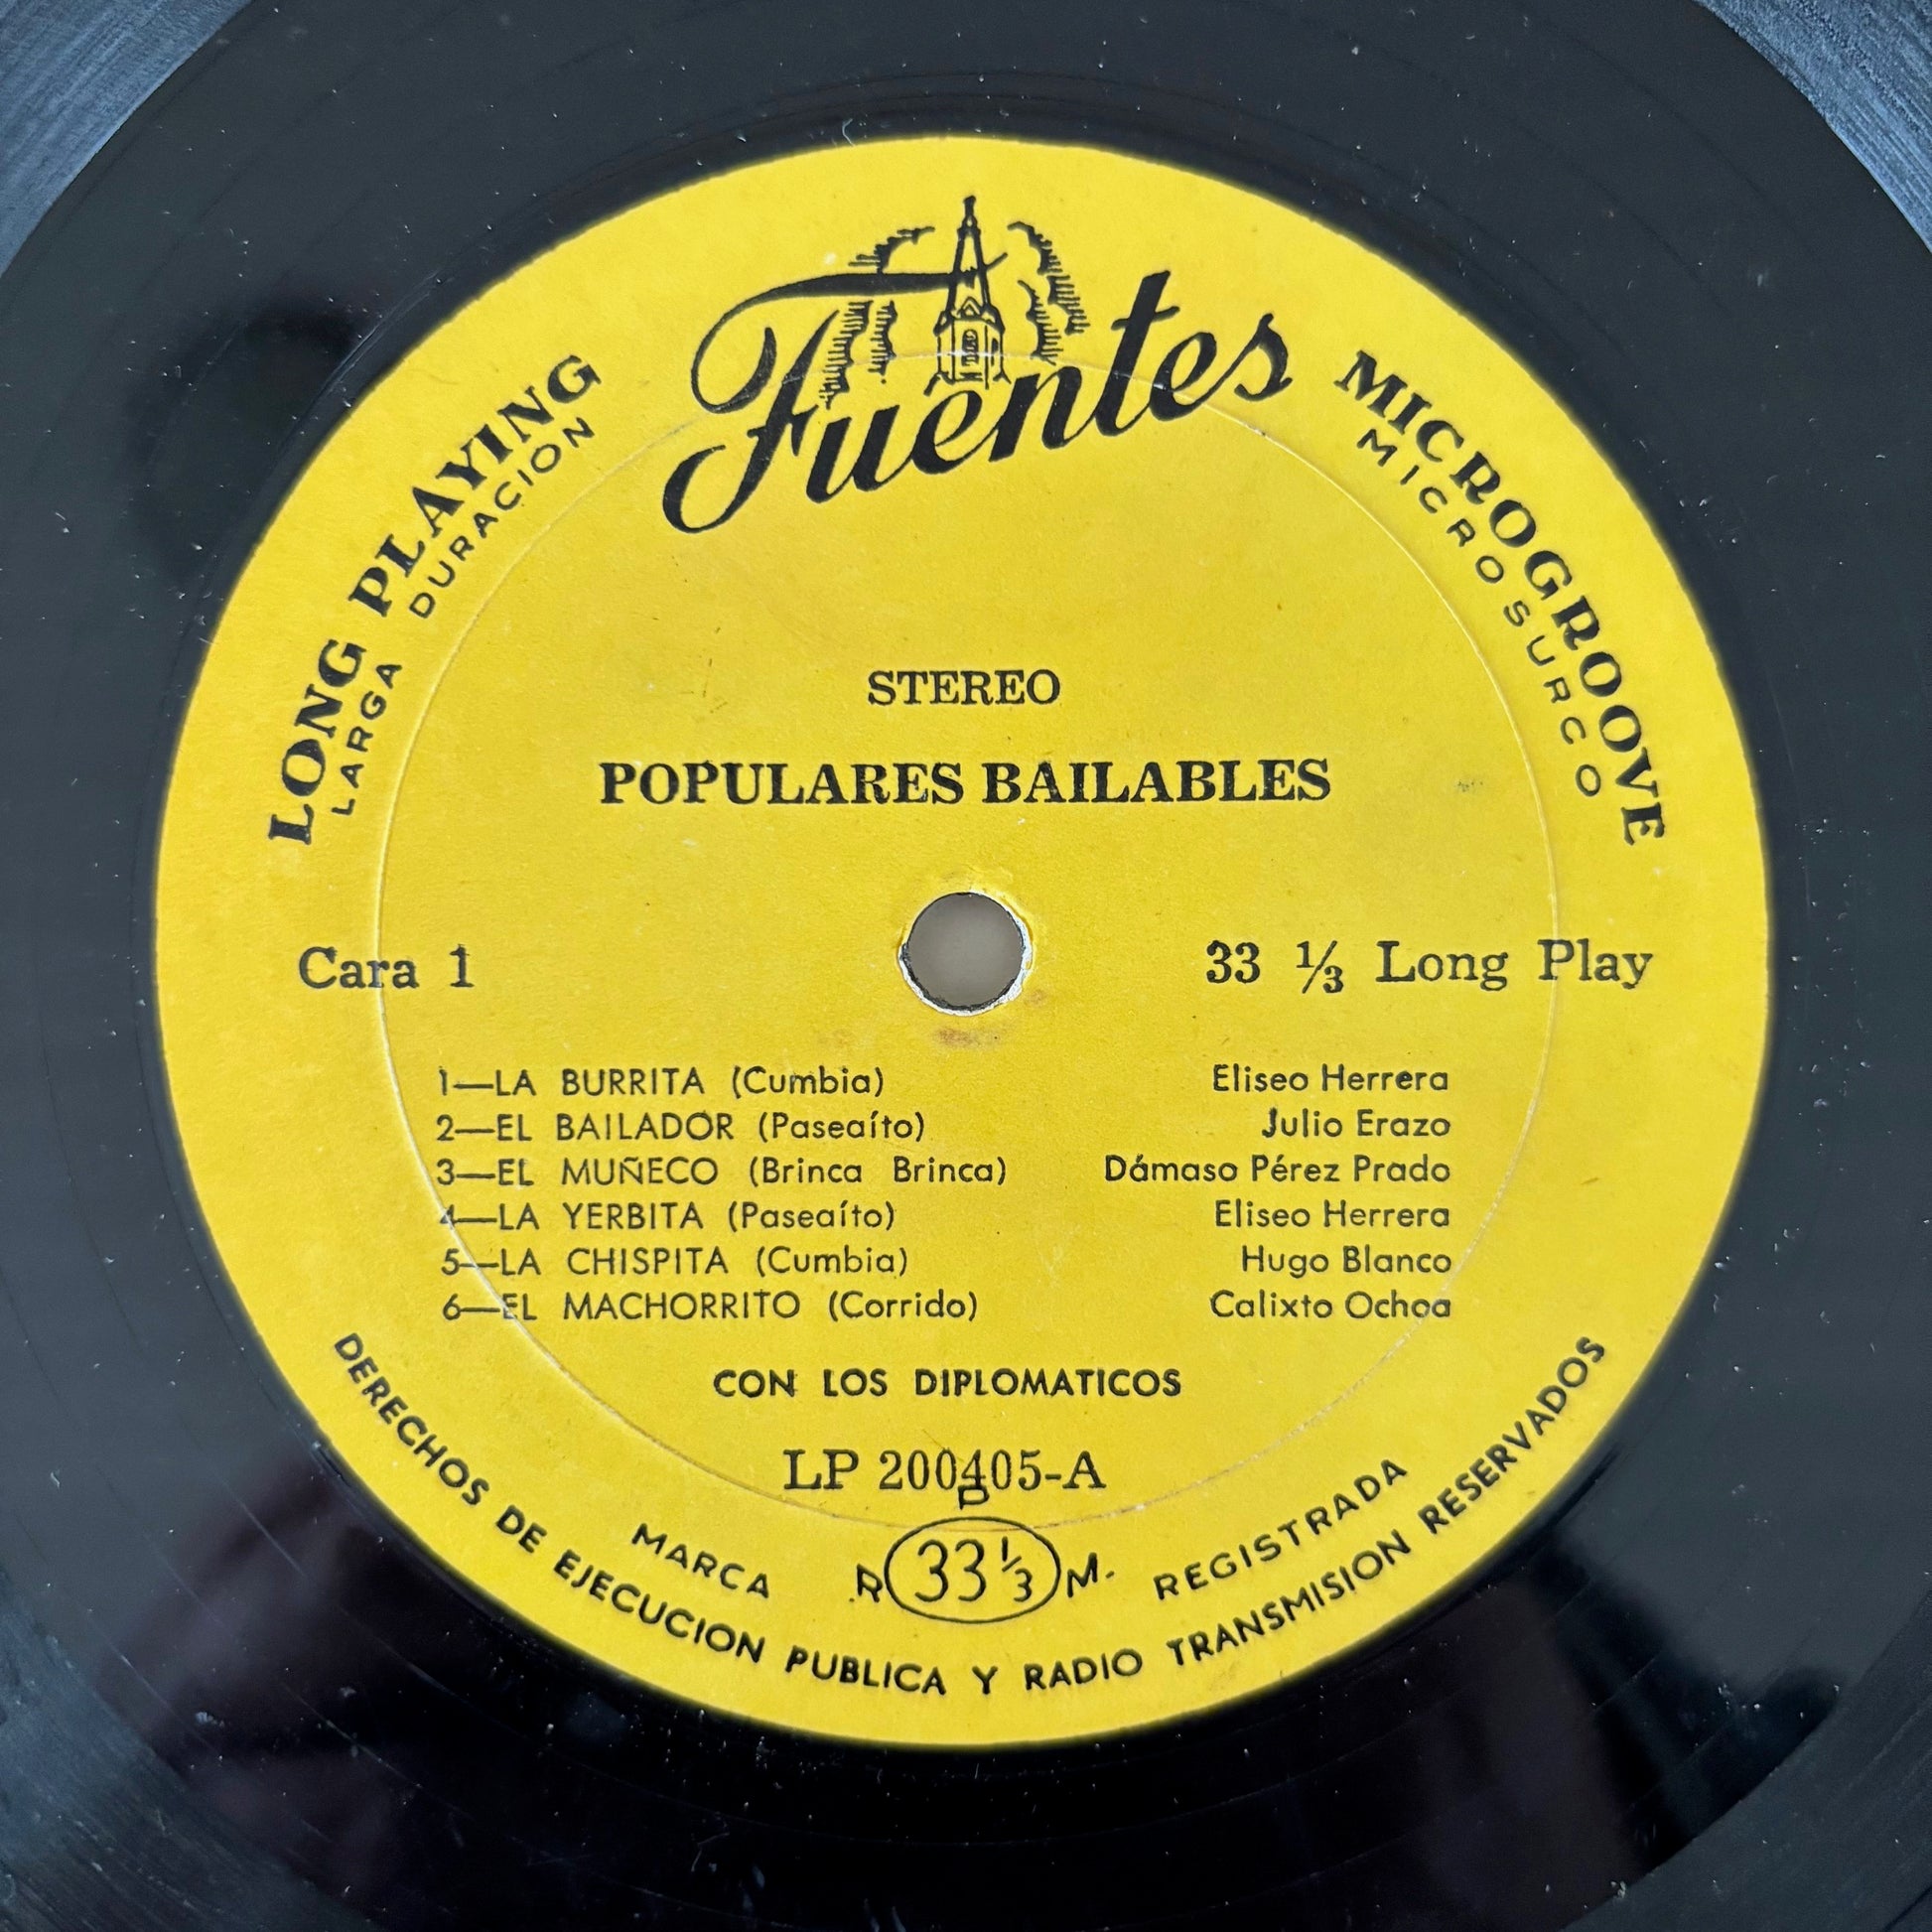 Fuentes
LONG PLAYING
LARGA DURACION
MICROGROOVE
MICROSURCO
STEREO
POPULARES BAILABLES
Cara 1
33 ⅓ Long Play
1—LA BURRITA (Cumbia) Eliseo Herrera
2—EL BAILADOR (Paseaíto) Julio Erazo
3—EL MUÑECO (Brinca Brinca) Dámaso Pérez Prado
4—LA YERBITA (Paseaíto) Eliseo Herrera
5—LA CHISPITA (Cumbia) Hugo Blanco
6—EL MACHORRITO (Corrido) Calixto Ochoa
CON LOS DIPLOMATICOS
LP 200405-A
P
MARCA R 33⅓ M. REGISTRADA
DERECHOS DE EJECUCION PUBLICA Y RADIO TRANSMISION RESERVADOS